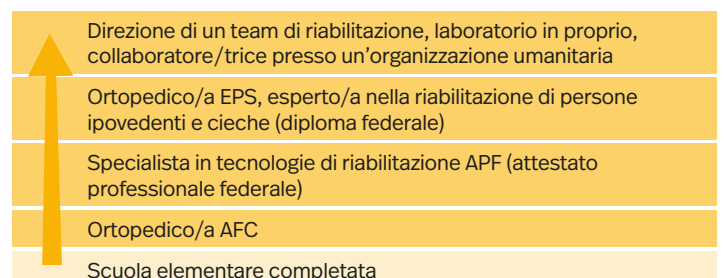 Direzione di un team di riabilitazione, laboratorio in proprio,
collaboratore/trice presso un’organizzazione umanitaria
Ortopedico/a EPS, esperto/a nella riabilitazione di persone
ipovedenti e cieche (diploma federale)
Specialista in tecnologie di riabilitazione APF (attestato
professionale federale)
Ortopedico/a AFC
Scuola elementare completata